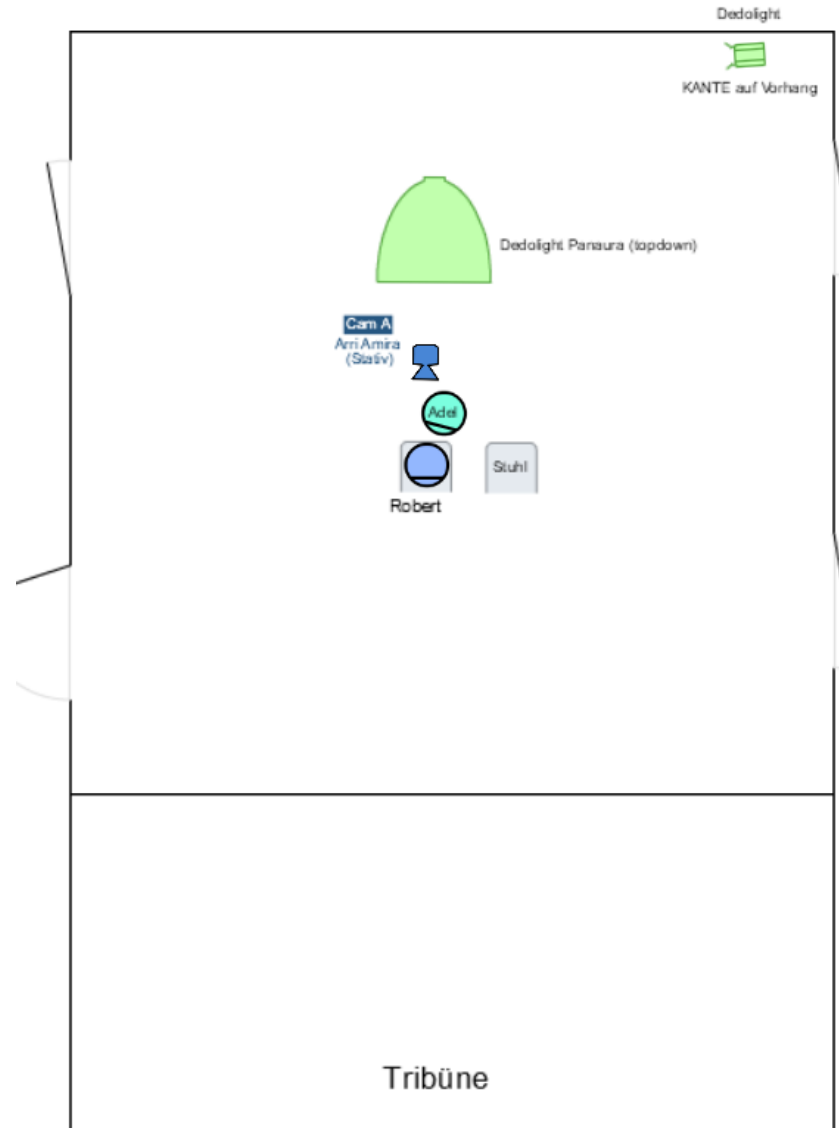 Dedolight
KANTE auf Vorhang
Dedolight Panaura (topdown)
Cam A
Arri Amira
(Stativ)
Adel
Stuhl
Robert
Tribüne